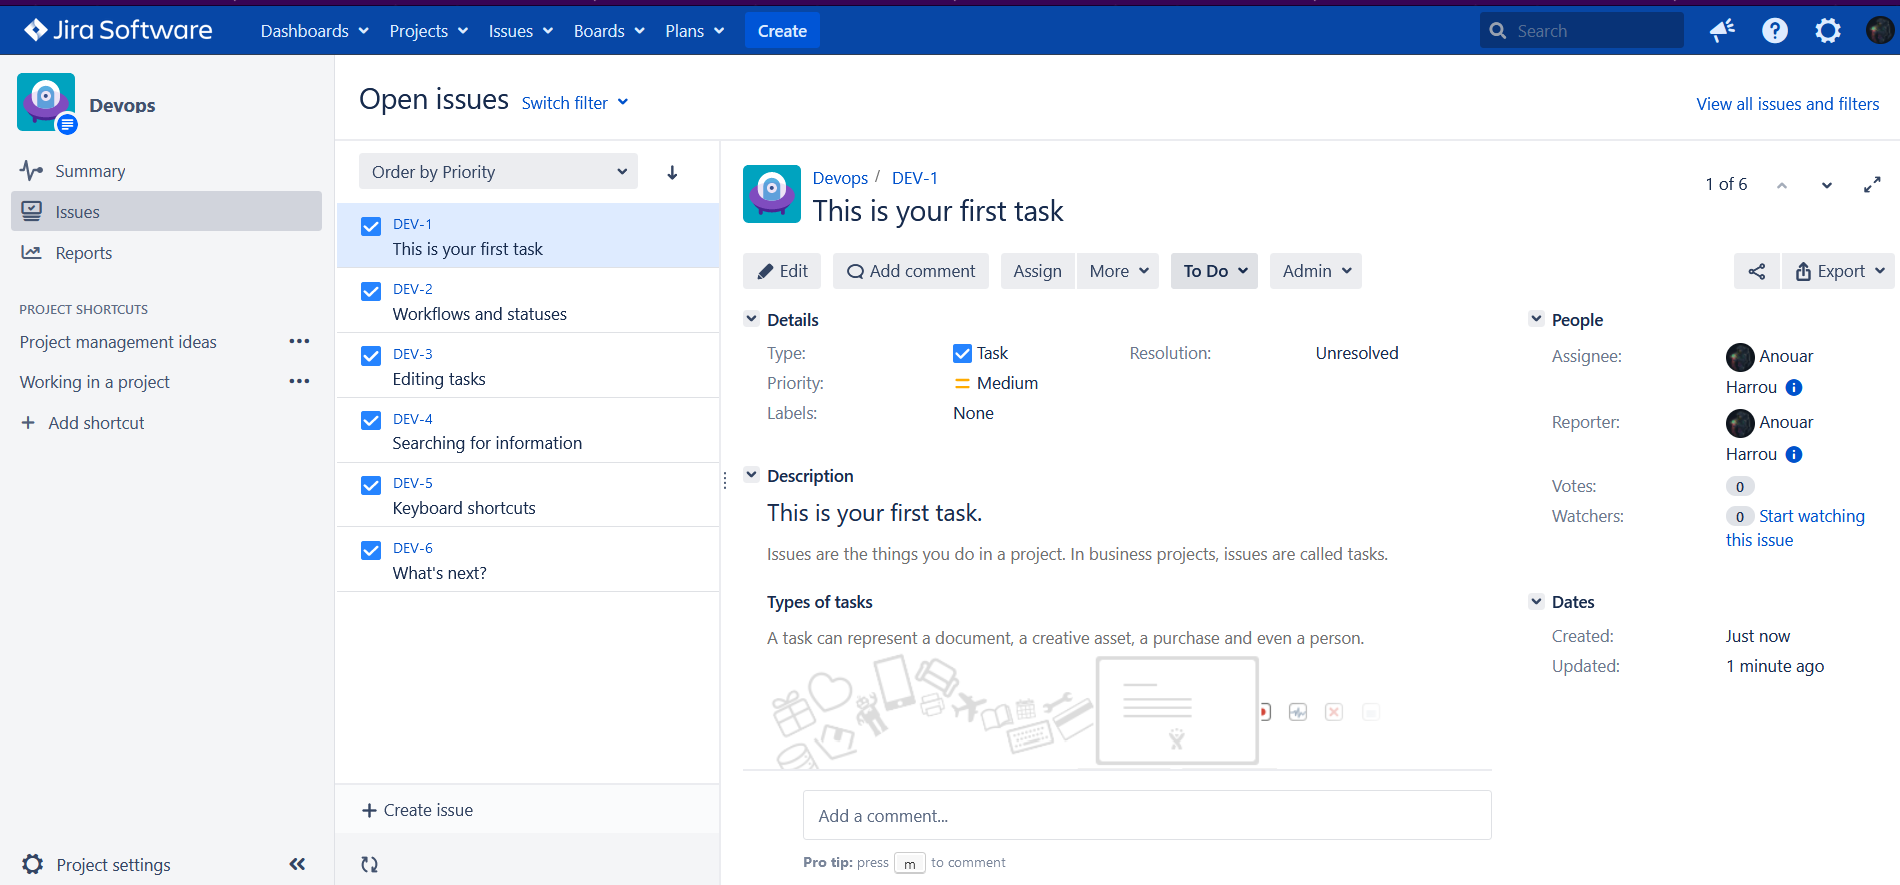 Jira Software
Dashboards Projects Issues Boards Plans Create Search
Devops
Summary
Issues
Reports
PROJECT SHORTCUTS
Project management ideas
Working in a project
Add shortcut
Project settings
Open issues Switch filter
View all issues and filters
Order by Priority
DEV-1
This is your first task
DEV-2
Workflows and statuses
DEV-3
Editing tasks
DEV-4
Searching for information
DEV-5
Keyboard shortcuts
DEV-6
What's next?
Create issue
Devops / DEV-1
This is your first task
1 of 6
Edit Add comment Assign More To Do Admin Export
Details
Type: Task Resolution: Unresolved
Priority: Medium
Labels: None
Description
This is your first task.
Issues are the things you do in a project. In business projects, issues are called tasks.
Types of tasks
A task can represent a document, a creative asset, a purchase and even a person.
Add a comment...
Pro tip: press m to comment
People
Assignee: Anouar
Harrou
Reporter: Anouar
Harrou
Votes: 0
Watchers: 0 Start watching
this issue
Dates
Created: Just now
Updated: 1 minute ago